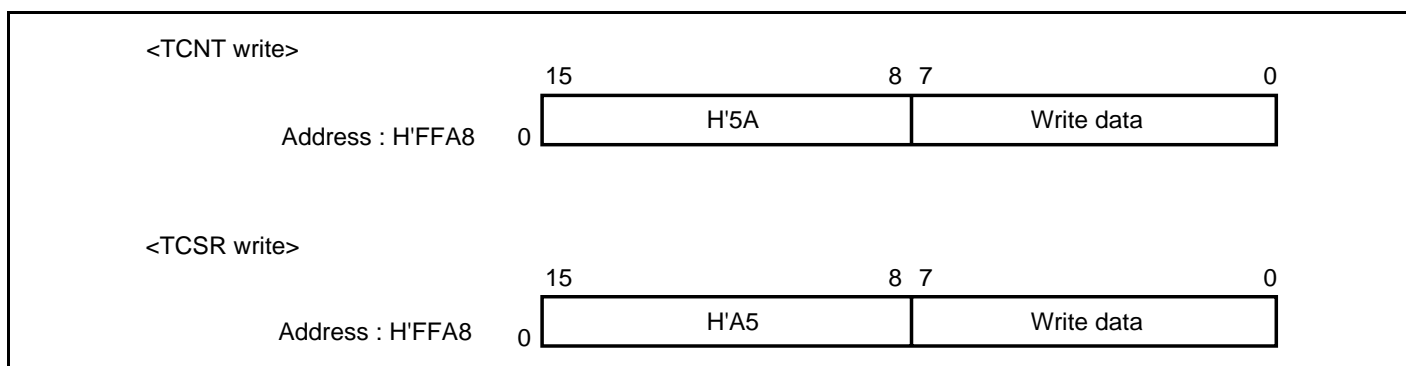 <TCNT write>
15 8 7 0
Address : H'FFA8 0 H'5A Write data
<TCSR write>
15 8 7 0
Address : H'FFA8 0 H'A5 Write data